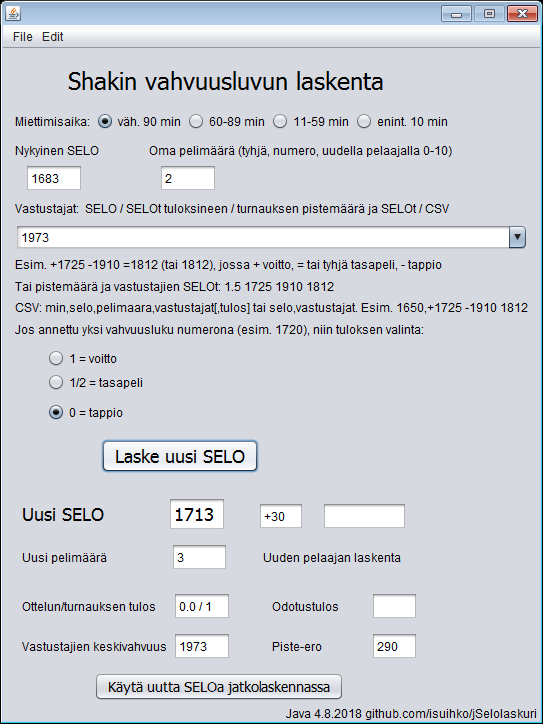 File Edit
Shakin vahvuusluvun laskenta
Miettimisaika: väh. 90 min 60-89 min 11-59 min enint. 10 min
Nykyinen SELO Oma pelimäärä (tyhjä, numero, uudella pelaajalla 0-10)
1683 2
Vastustajat: SELO / SELOt tuloksineen / turnauksen pistemäärä ja SELOt / CSV
1973
Esim. +1725 -1910 =1812 (tai 1812), jossa + voitto, = tai tyhjä tasapeli, - tappio
Tai pistemäärä ja vastustajien SELOt: 1.5 1725 1910 1812
CSV: min,selo,pelimaara,vastustajat[,tulos] tai selo,vastustajat. Esim. 1650,+1725 -1910 1812
Jos annettu yksi vahvuusluku numerona (esim. 1720), niin tuloksen valinta:
1 = voitto
1/2 = tasapeli
0 = tappio
Laske uusi SELO
Uusi SELO 1713 +30
Uusi pelimäärä 3 Uuden pelaajan laskenta
Ottelun/turnauksen tulos 0.0 / 1 Odotustulos
Vastustajien keskivahvuus 1973 Piste-ero 290
Käytä uutta SELOa jatkolaskennassa
Java 4.8.2018 github.com/isuihko/jSelolaskuri